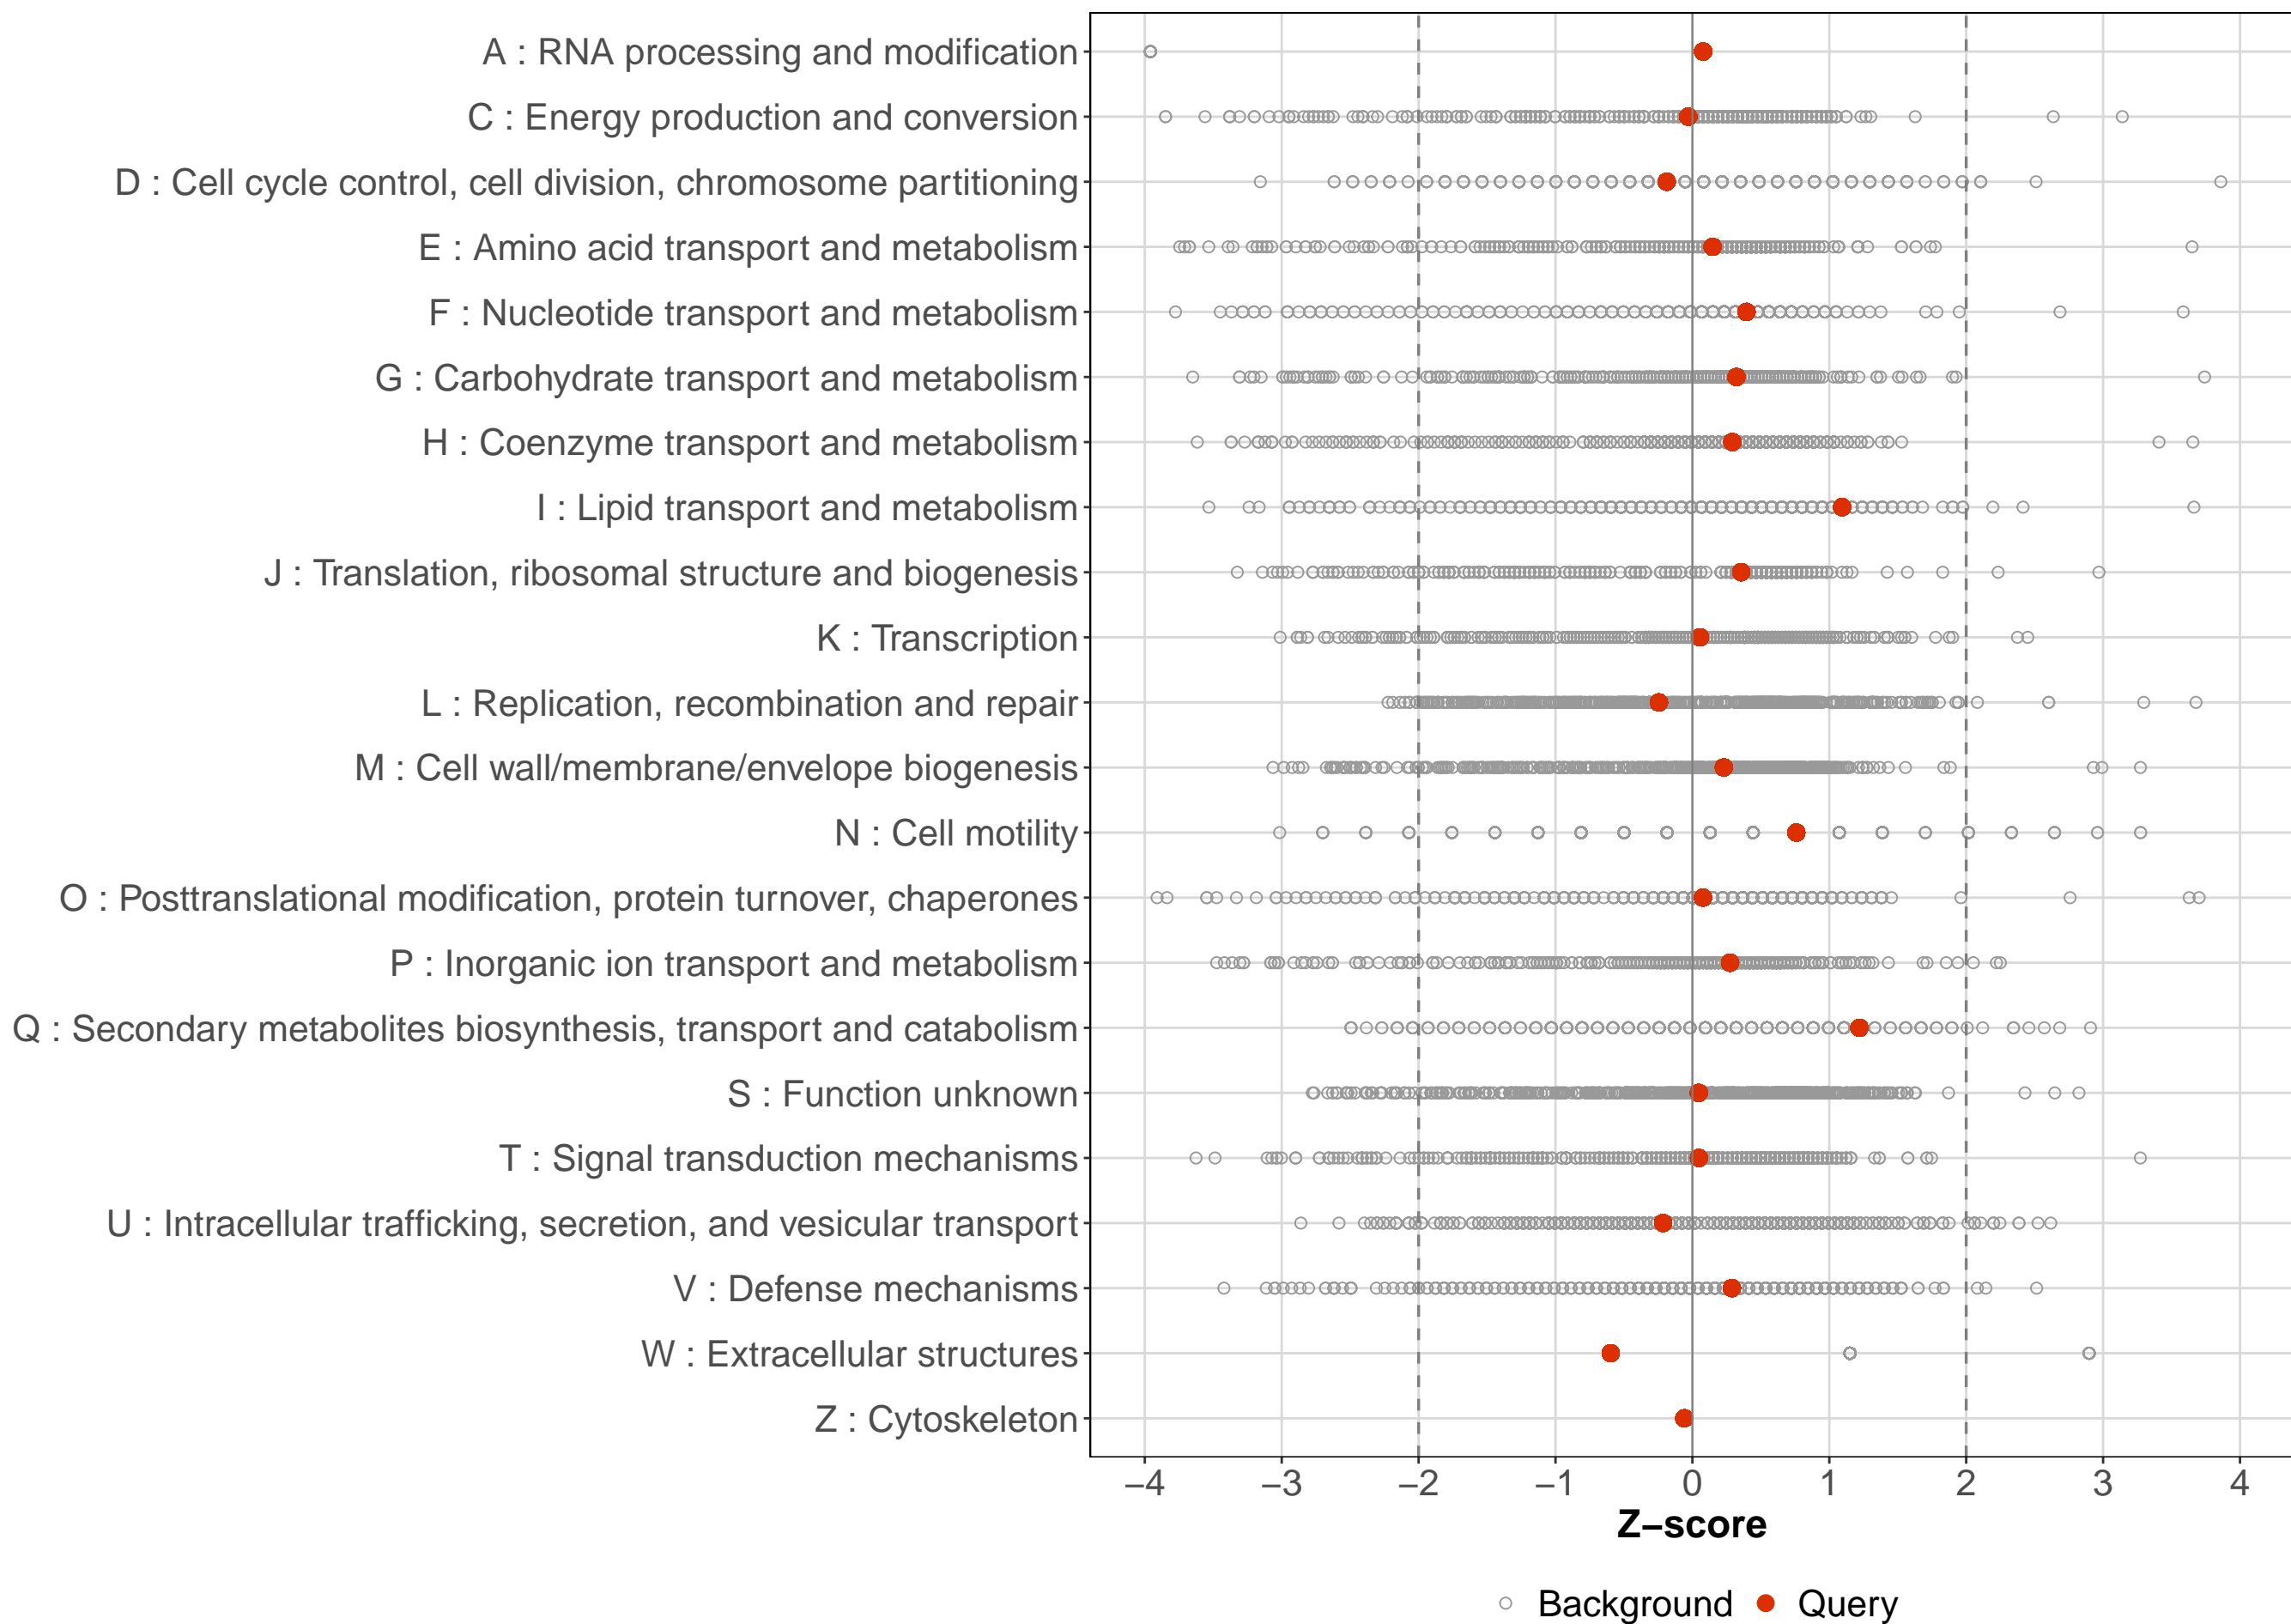 A : RNA processing and modification
C : Energy production and conversion
D : Cell cycle control, cell division, chromosome partitioning
E : Amino acid transport and metabolism
F : Nucleotide transport and metabolism
G : Carbohydrate transport and metabolism
H : Coenzyme transport and metabolism
I : Lipid transport and metabolism
J : Translation, ribosomal structure and biogenesis
K : Transcription
L : Replication, recombination and repair
M : Cell wall/membrane/envelope biogenesis
N : Cell motility
O : Posttranslational modification, protein turnover, chaperones
P : Inorganic ion transport and metabolism
Q : Secondary metabolites biosynthesis, transport and catabolism
S : Function unknown
T : Signal transduction mechanisms
U : Intracellular trafficking, secretion, and vesicular transport
V : Defense mechanisms
W : Extracellular structures
Z : Cytoskeleton
−4 −3 −2 −1 0 1 2 3 4
Z−score
Background Query